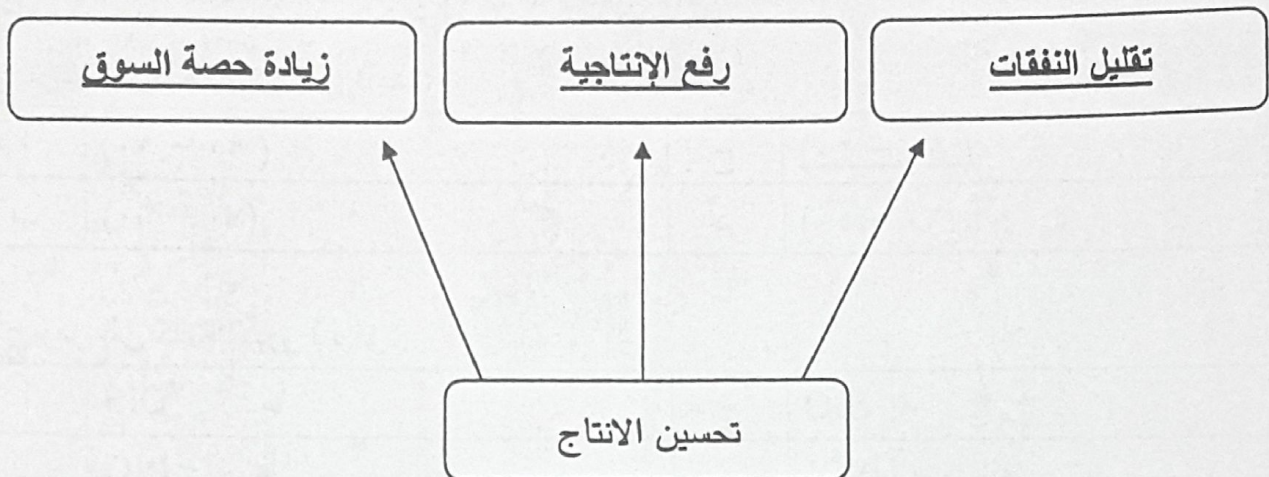 تقليل النفقات
رفع الإنتاجية
زيادة حصة السوق
تحسين الانتاج